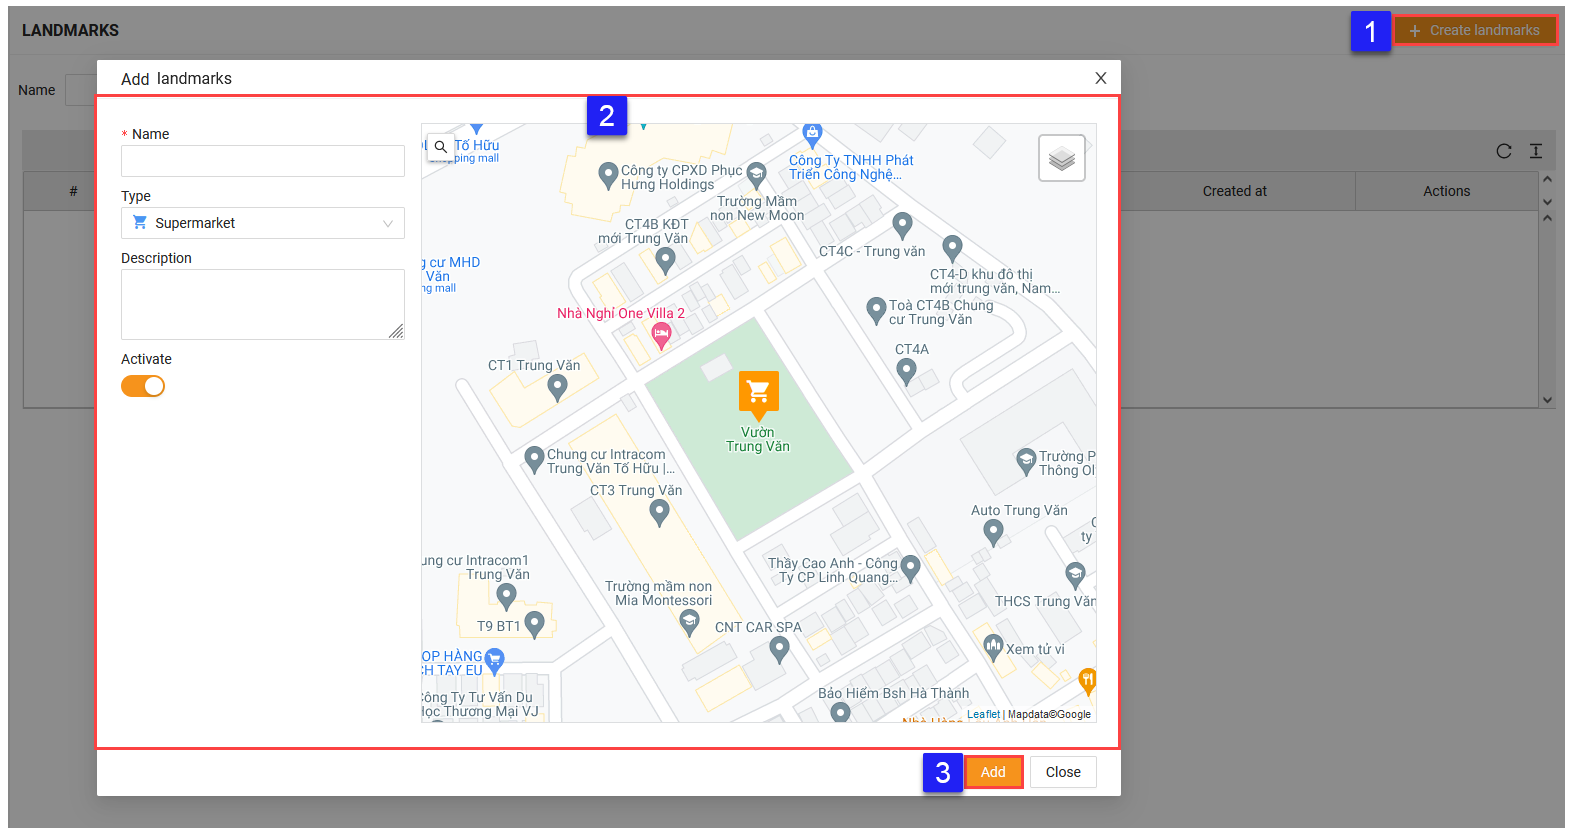 LANDMARKS
1
+ Create landmarks
Name
Add landmarks
X
2
* Name
Type
Supermarket
Description
Activate
#
Created at
Actions
Tố Hữu
shopping mall
Công ty CPXD Phục
Hưng Holdings
Công Ty TNHH Phát
Triển Công Nghệ...
Trường Mầm
non New Moon
CT4B KĐT
mới Trung Văn
CT4C - Trung văn
cư MHD
Văn
mall
CT4-D khu đô thị
mới trung văn, Nam...
Toà CT4B Chung
cư Trung Văn
Nhà Nghỉ One Villa 2
CT4A
CT1 Trung Văn
Vườn
Trung Văn
Chung cư Intracom
Trung Văn Tố Hữu |...
Trường P
Thông
CT3 Trung Văn
Auto Trung Văn
ty
cư Intracom1
Trung Văn
Thầy Cao Anh - Công
Ty CP Linh Quang...
Trường mầm non
Mia Montessori
THCS Trung Văn
T9 BT1
CNT CAR SPA
Xem tử vi
HÀNG
TAY EU
Công Ty Tư Vấn Du
Học Thương Mại VJ
Bảo Hiểm Bsh Hà Thành
Nhà Hàng
Leaflet | Mapdata©Google
3
Add
Close